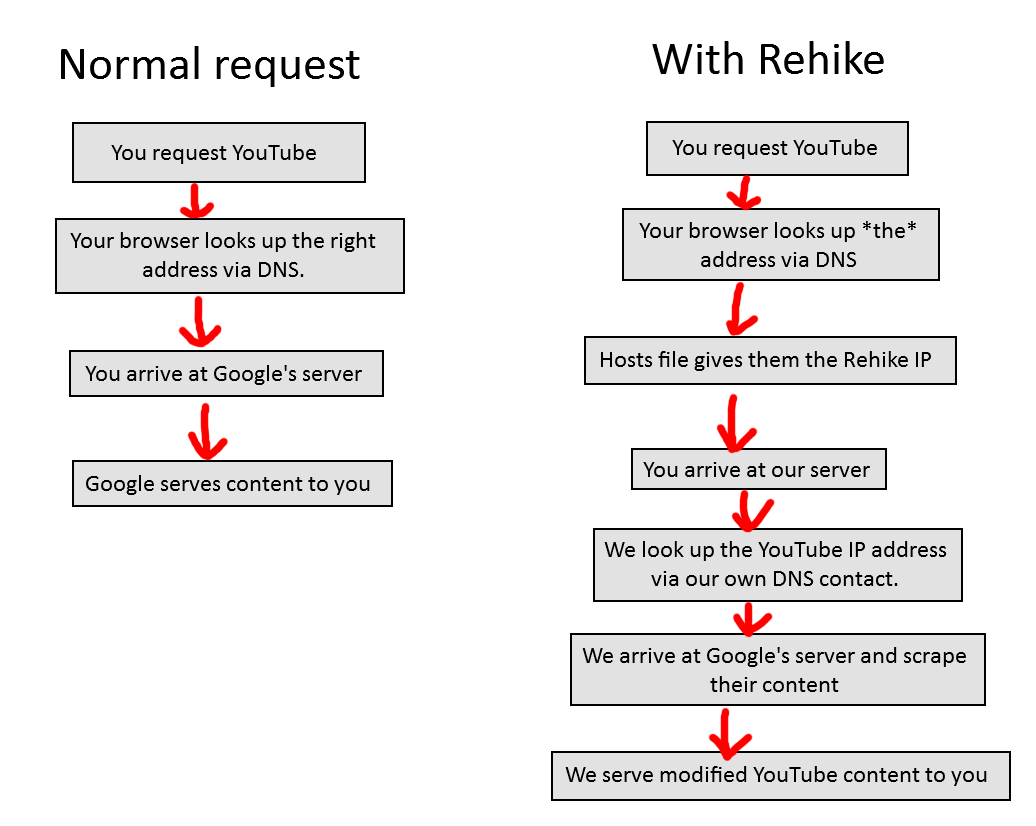 Normal request
You request YouTube
Your browser looks up the right
address via DNS.
You arrive at Google's server
Google serves content to you
With Rehike
You request YouTube
Your browser looks up *the*
address via DNS
Hosts file gives them the Rehike IP
You arrive at our server
We look up the YouTube IP address
via our own DNS contact.
We arrive at Google's server and scrape
their content
We serve modified YouTube content to you